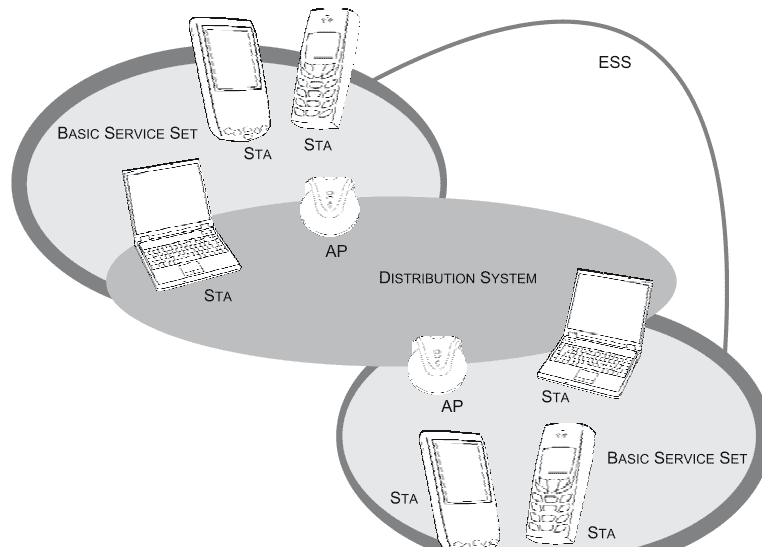 ESS
BASIC SERVICE SET
STA
STA
AP
STA
DISTRIBUTION SYSTEM
STA
AP
BASIC SERVICE SET
STA
STA